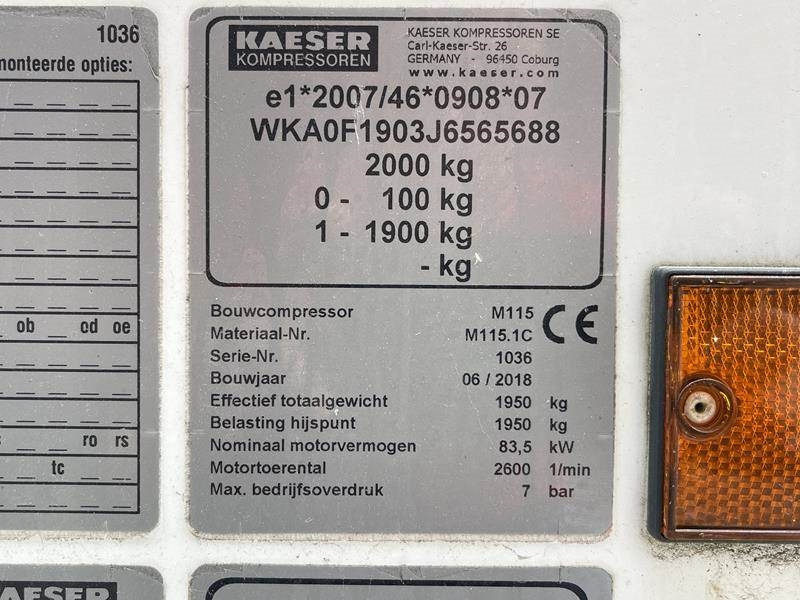 1036
monteerde opties:
ob od oe
ro rs
tc
KAESER
KOMPRESSOREN
KAESER KOMPRESSOREN SE
Carl-Kaeser-Str. 26
GERMANY - 96450 Coburg
www.kaeser.com
e1*2007/46*0908*07
WKA0F1903J6565688
2000 kg
0 - 100 kg
1 - 1900 kg
- kg
Bouwcompressor M115
Materiaal-Nr. M115.1C
Serie-Nr. 1036
Bouwjaar 06 / 2018
Effectief totaalgewicht 1950 kg
Belasting hijspunt 1950 kg
Nominaal motorvermogen 83,5 kW
Motortoerental 2600 1/min
Max. bedrijfsoverdruk 7 bar
CE
KAESER
KAESER